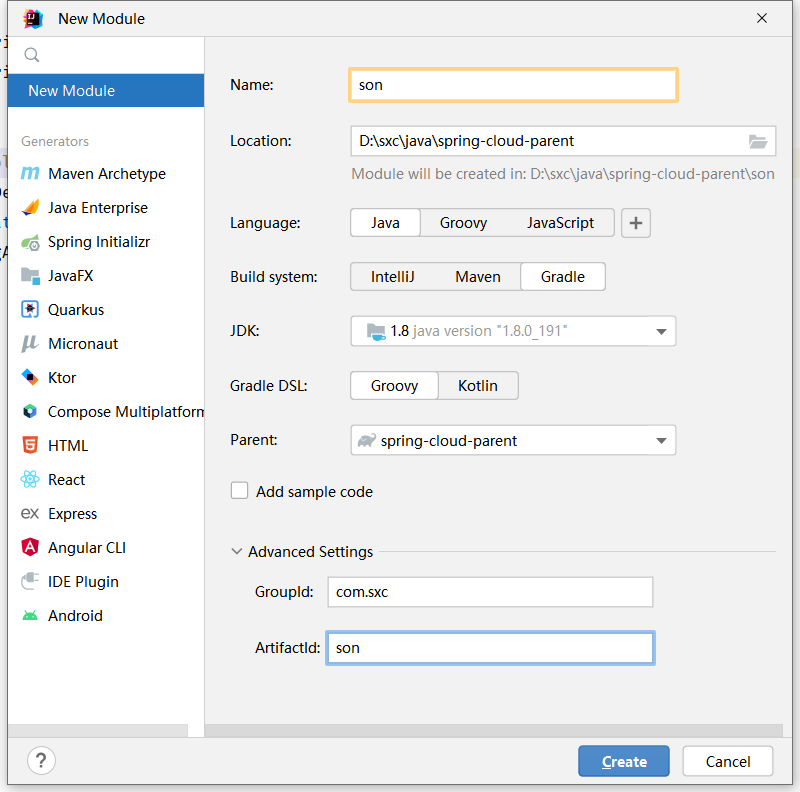 New Module
New Module
Generators
Maven Archetype
Java Enterprise
Spring Initializr
JavaFX
Quarkus
Micronaut
Ktor
Compose Multiplatform
HTML
React
ex Express
Angular CLI
IDE Plugin
Android
Name: son
Location: D:\sxc\java\spring-cloud-parent
Module will be created in: D:\sxc\java\spring-cloud-parent\son
Language: Java Groovy JavaScript +
Build system: IntelliJ Maven Gradle
JDK: 1.8 java version "1.8.0_191"
Gradle DSL: Groovy Kotlin
Parent: spring-cloud-parent
Add sample code
Advanced Settings
GroupId: com.sxc
ArtifactId: son
? Create Cancel